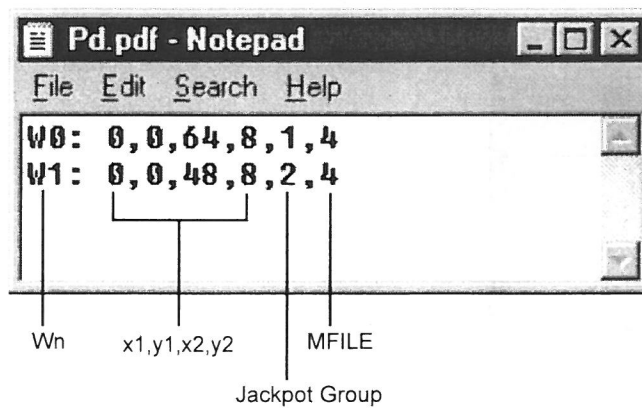 Pd.pdf - Notepad
File Edit Search Help
W0: 0,0,64,8,1,4
W1: 0,0,48,8,2,4
Wn x1,y1,x2,y2 MFILE
Jackpot Group